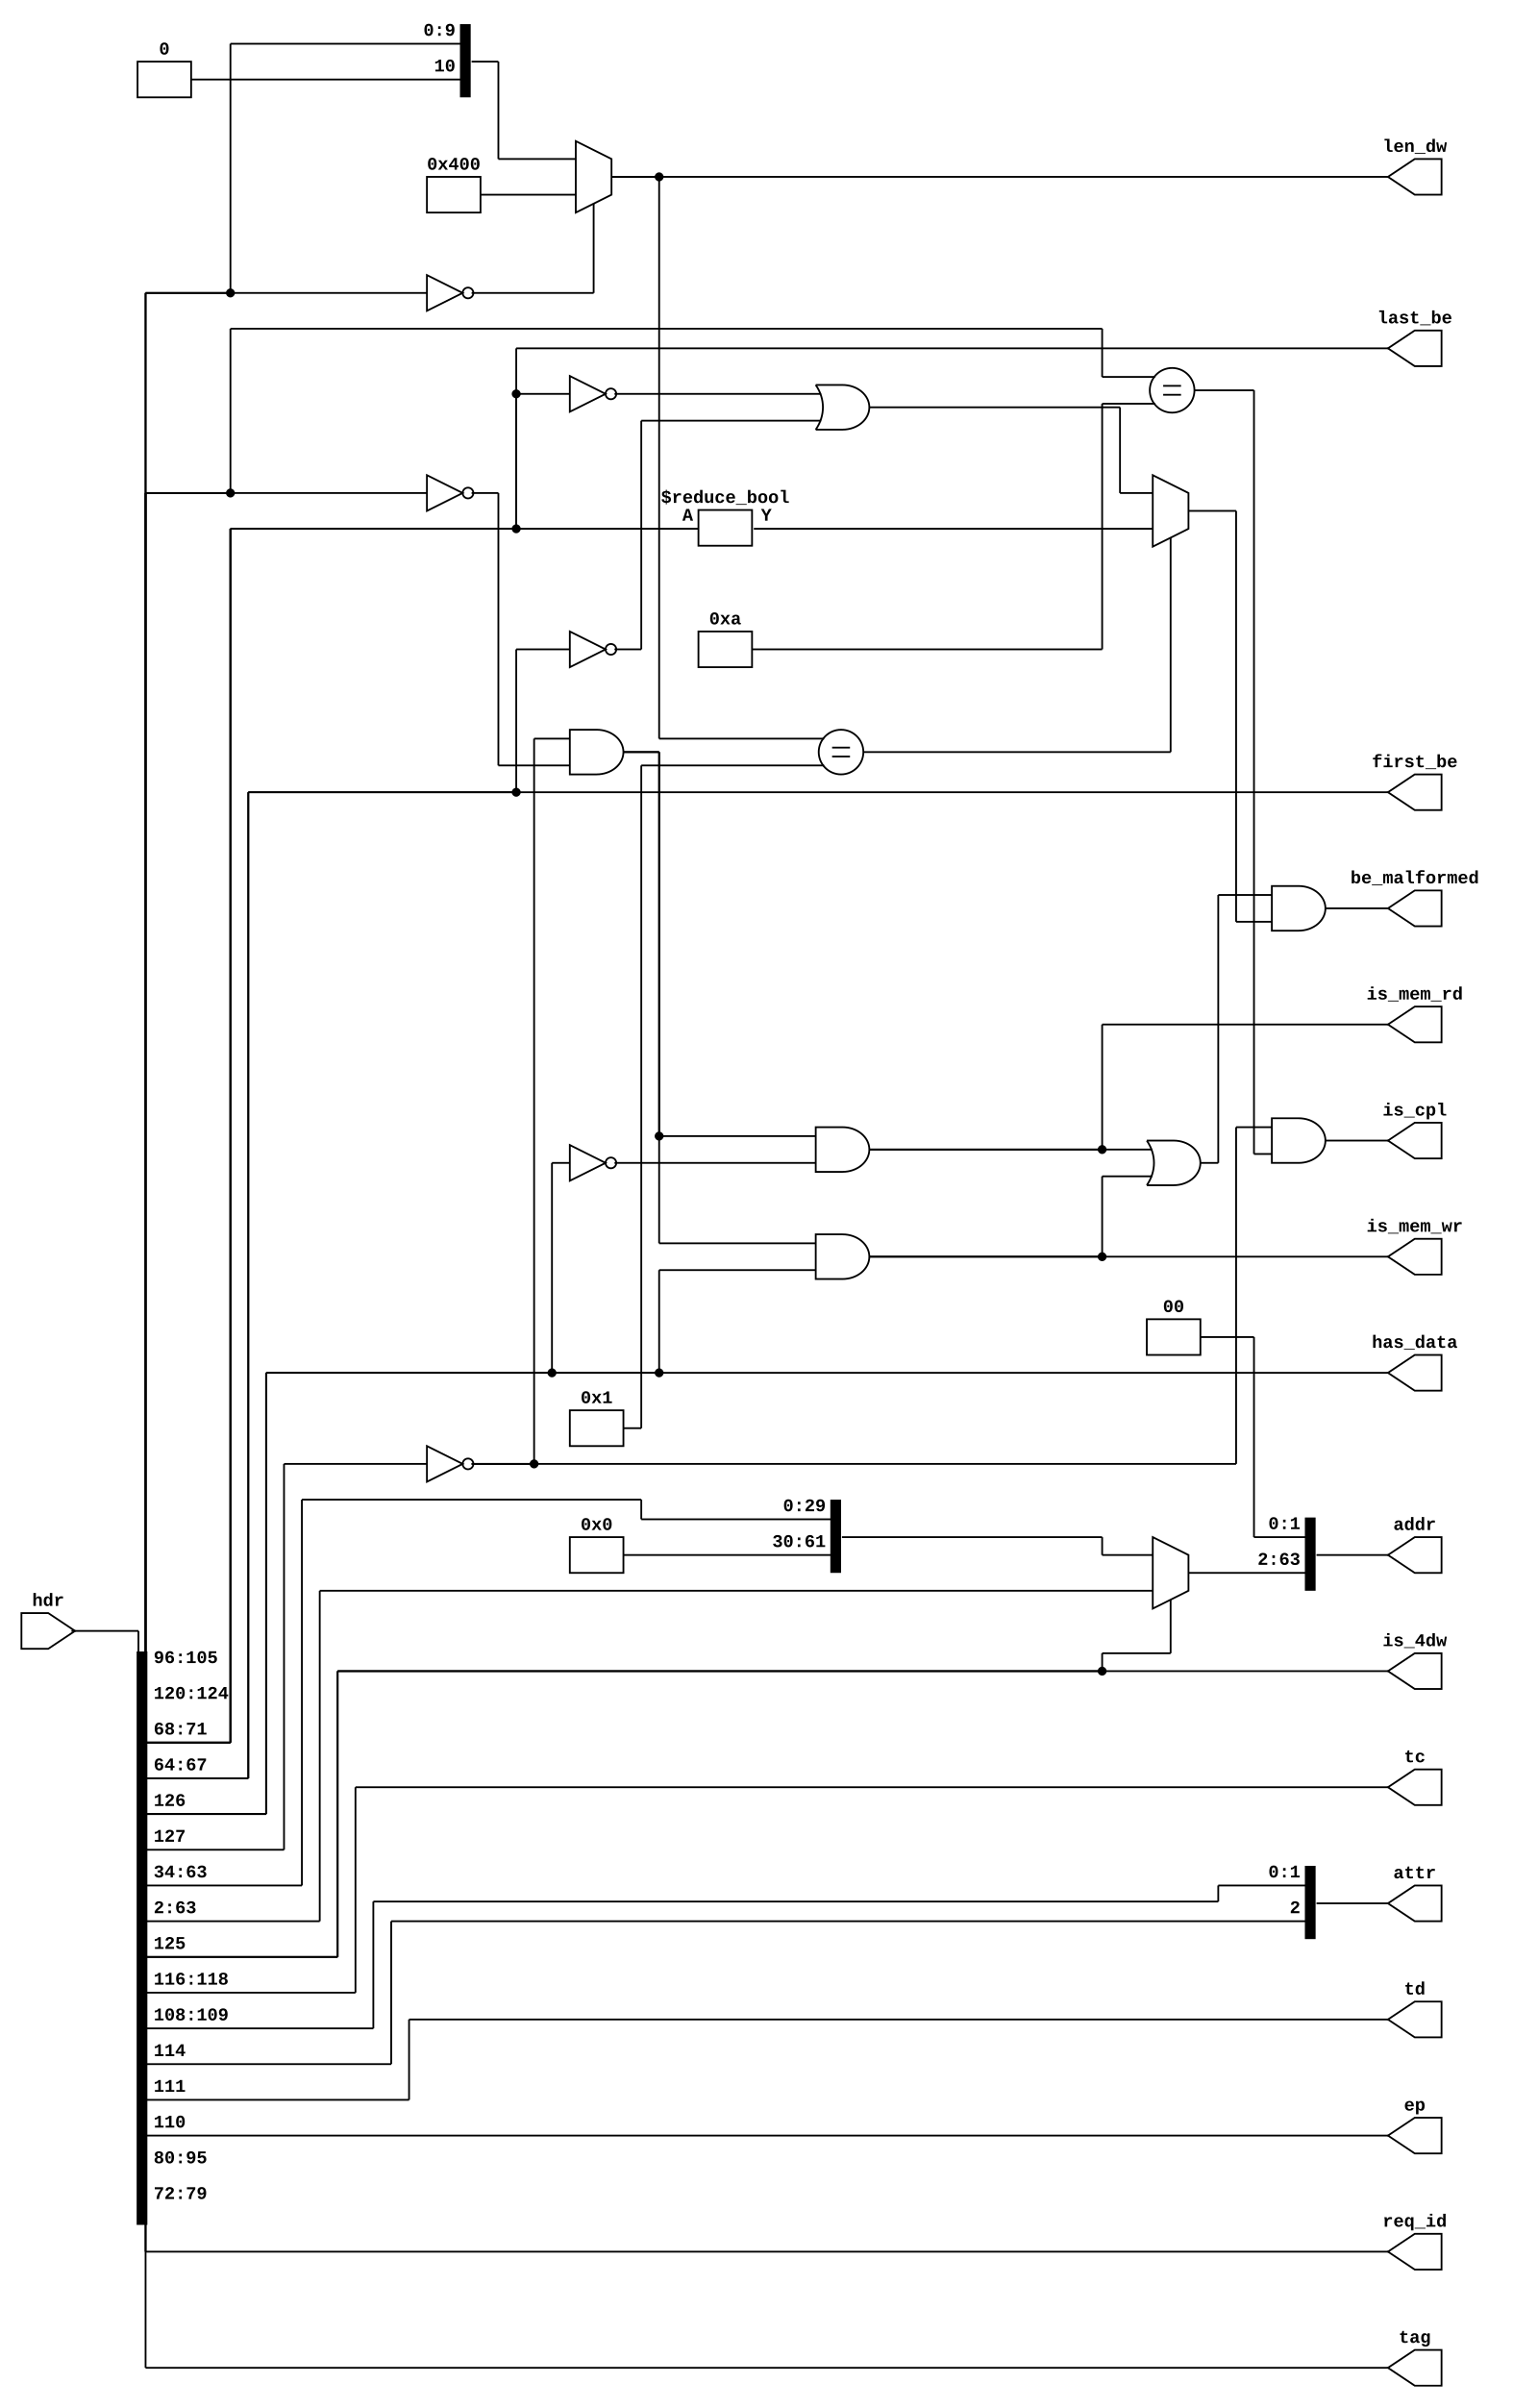 0:9
0
10
len_dw
0x400
last_be
$reduce_bool
A
Y
0xa
first_be
be_malformed
is_mem_rd
is_cpl
is_mem_wr
00
has_data
0x1
0:29
0x0
30:61
0:1
2:63
addr
hdr
is_4dw
96:105
120:124
68:71
64:67
126
127
34:63
2:63
125
116:118
108:109
114
111
110
80:95
72:79
tc
0:1
2
attr
td
ep
req_id
tag